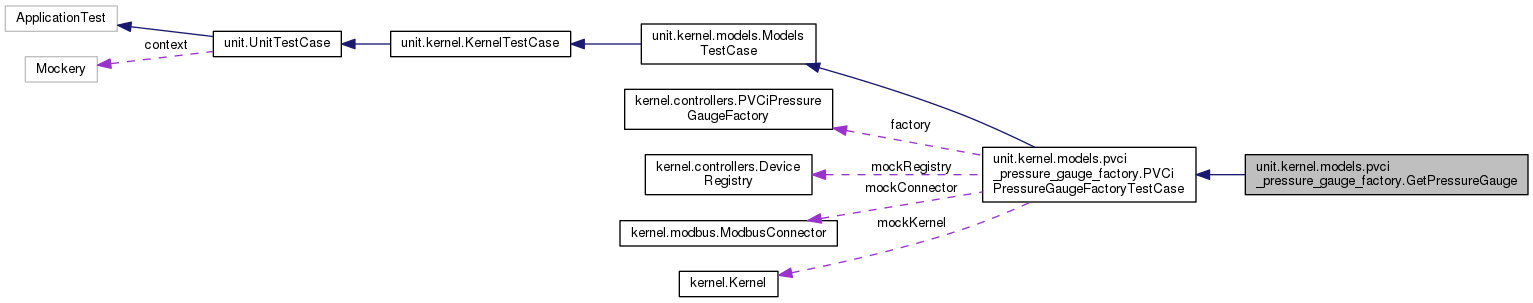 ApplicationTest
context
Mockery
unit.UnitTestCase
unit.kernel.KernelTestCase
unit.kernel.models.Models
TestCase
kernel.controllers.PVCiPressure
GaugeFactory
factory
kernel.controllers.Device
Registry
mockRegistry
mockConnector
kernel.modbus.ModbusConnector
mockKernel
kernel.Kernel
unit.kernel.models.pvci
_pressure_gauge_factory.PVCi
PressureGaugeFactoryTestCase
unit.kernel.models.pvci
_pressure_gauge_factory.GetPressureGauge